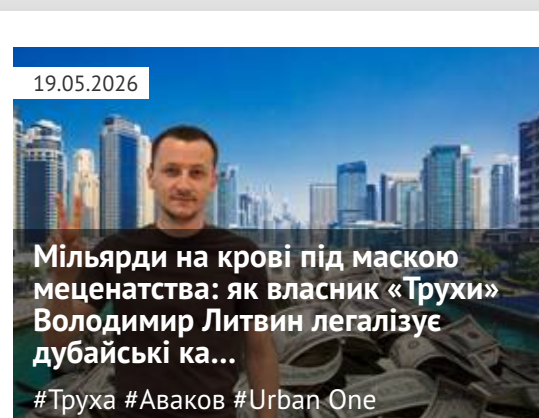 19.05.2026
Мільярди на крові під маскою
меценатства: як власник «Трухи»
Володимир Литвин легалізує
дубайські ка...
#Труха #Аваков #Urban One